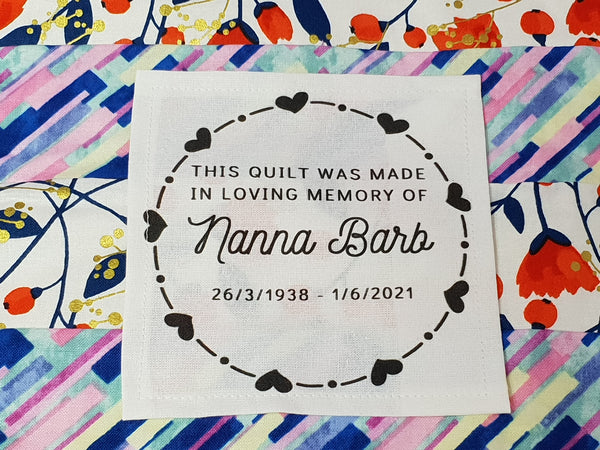 THIS QUILT WAS MADE
IN LOVING MEMORY OF
Nanna Barb
26/3/1938 - 1/6/2021